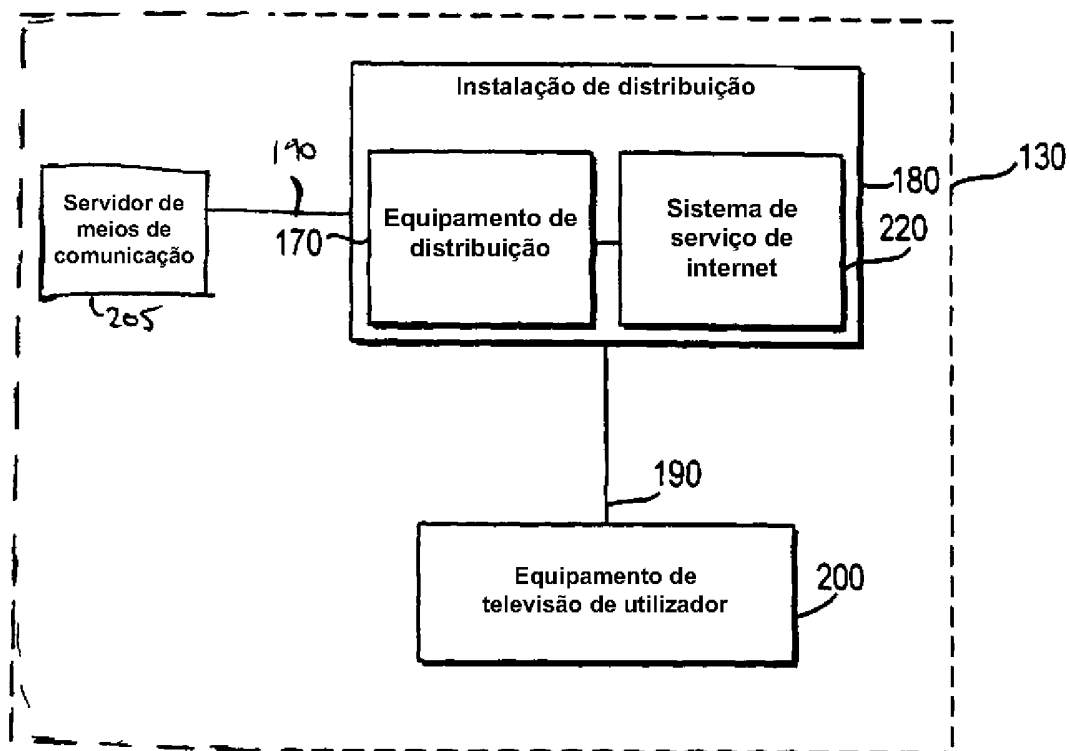 Instalação de distribuição
190
130
180
Servidor de
meios de
comunicação
170
Equipamento de
distribuição
Sistema de
serviço de
internet
220
205
190
Equipamento de
televisão de utilizador
200